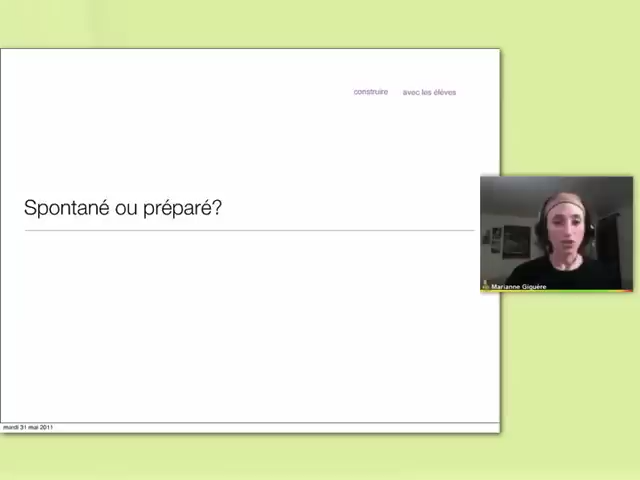 construire avec les élèves
Spontané ou préparé?
Marianne Giguère
mardi 31 mai 2011